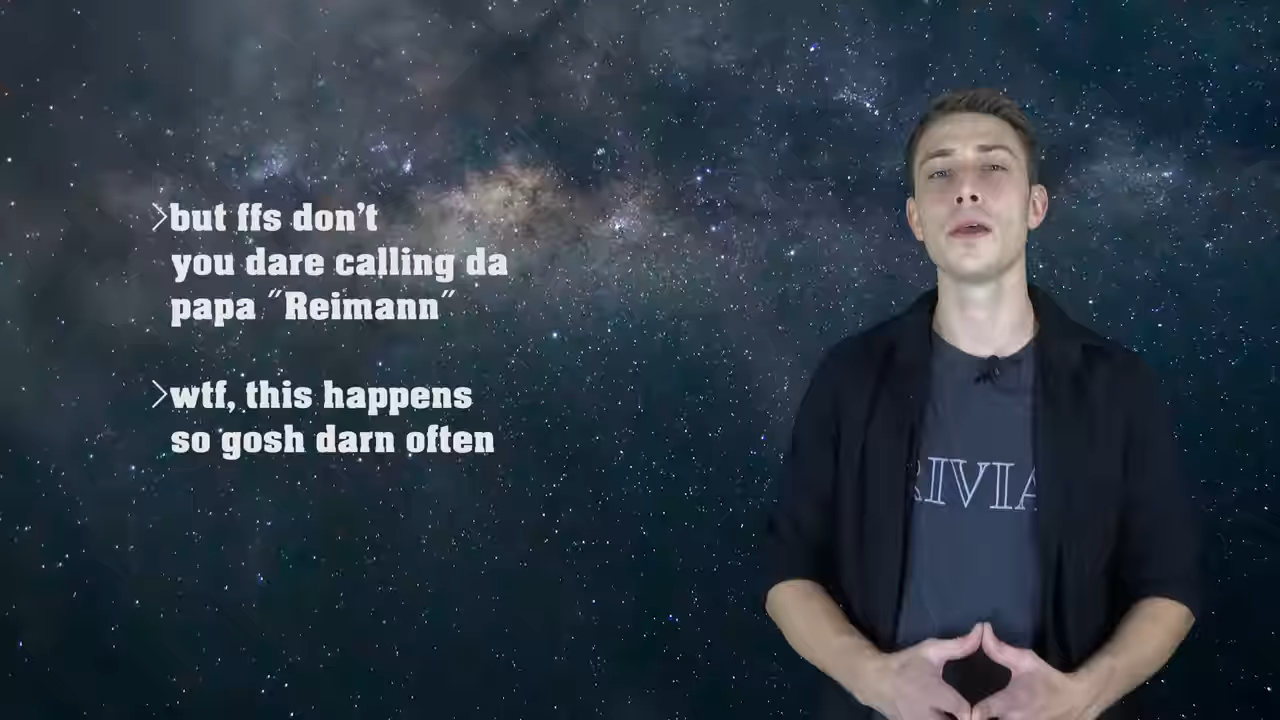 >but ffs don't
you dare calling da
papa "Reimann"
>wtf, this happens
so gosh darn often
RIVIA